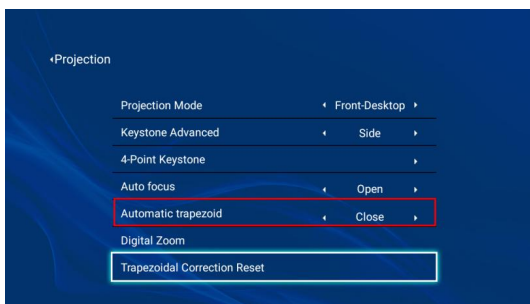 Projection
Projection Mode Front-Desktop
Keystone Advanced Side
4-Point Keystone
Auto focus Open
Automatic trapezoid Close
Digital Zoom
Trapezoidal Correction Reset